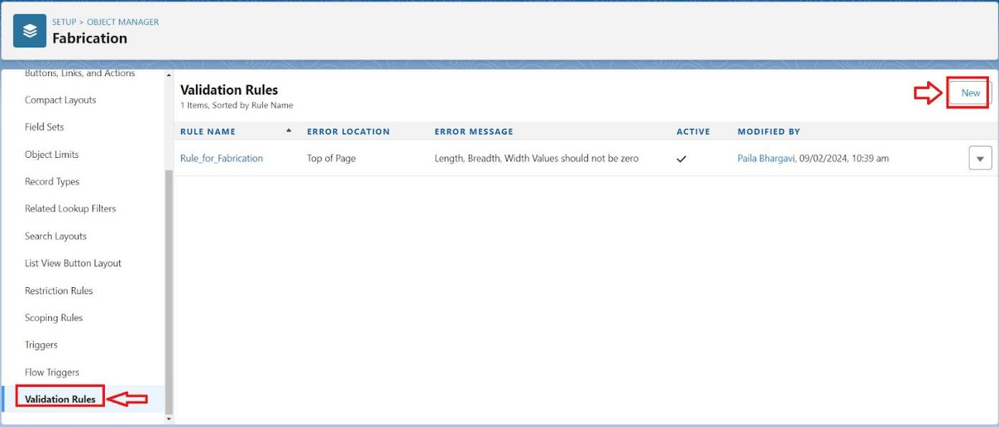 SETUP > OBJECT MANAGER
Fabrication
Buttons, Links, and Actions
Compact Layouts
Field Sets
Object Limits
Record Types
Related Lookup Filters
Search Layouts
List View Button Layout
Restriction Rules
Scoping Rules
Triggers
Flow Triggers
Validation Rules
Validation Rules
1 Items, Sorted by Rule Name
New
RULE NAME ERROR LOCATION ERROR MESSAGE ACTIVE MODIFIED BY
Rule_for_Fabrication Top of Page Length, Breadth, Width Values should not be zero Paila Bhargavi, 09/02/2024, 10:39 am